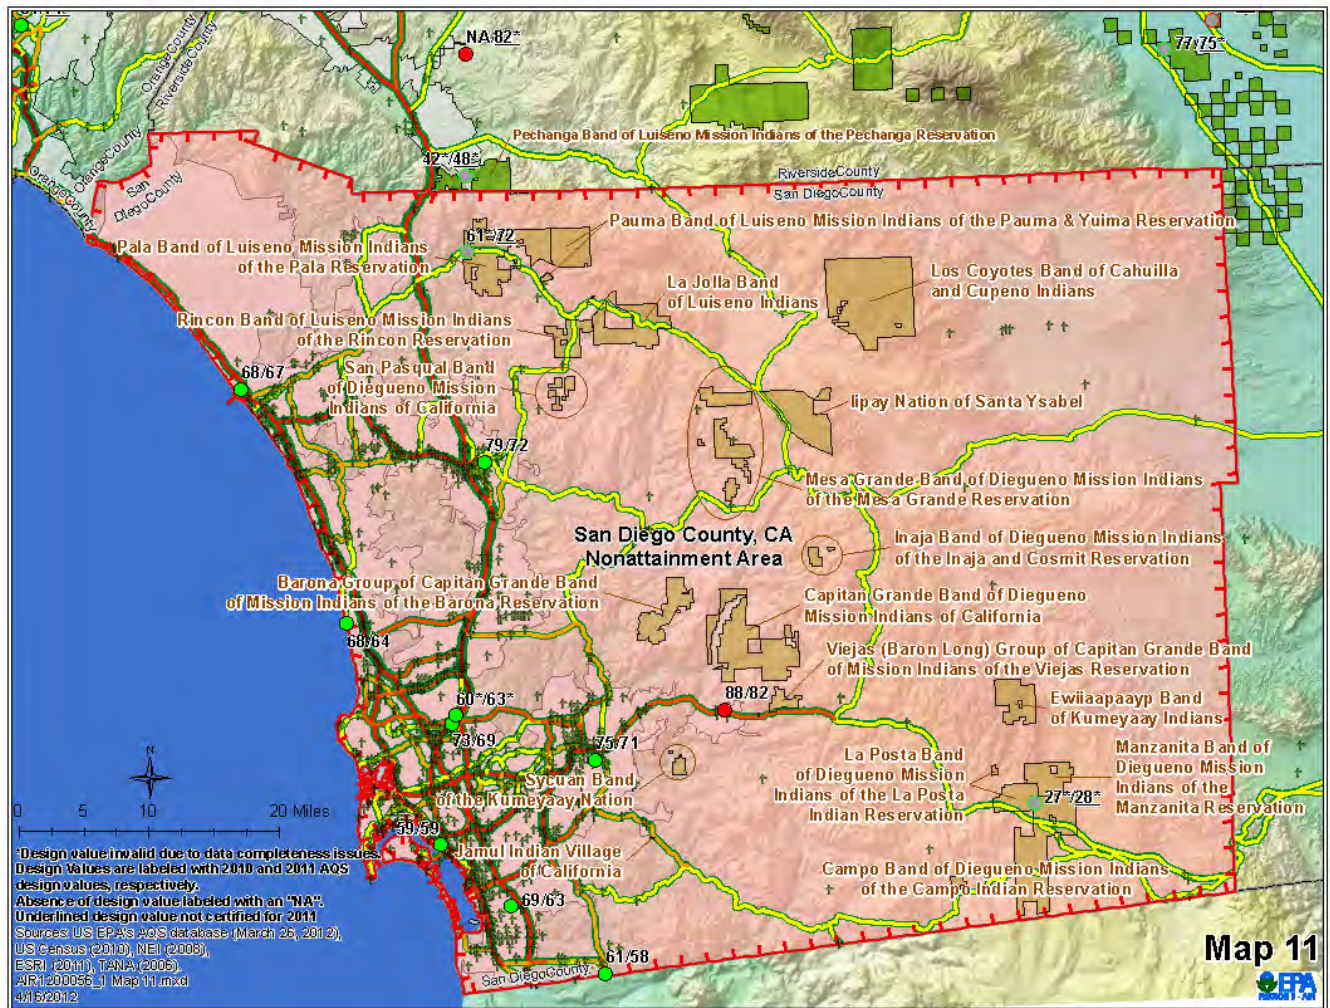 NA/82*
77/75*
OrangeCounty
RiversideCounty
Pechanga Band of Luiseno Mission Indians of the Pechanga Reservation
42*/48*
RiversideCounty
San DiegoCounty
OrangeCounty
San
DiegoCounty
OrangeCounty
Pauma Band of Luiseno Mission Indians of the Pauma & Yuima Reservation
61*/72
Pala Band of Luiseno Mission Indians
of the Pala Reservation
La Jolla Band
of Luiseno Indians
Los Coyotes Band of Cahuilla
and Cupeno Indians
Rincon Band of Luiseno Mission Indians
of the Rincon Reservation
68/67
San Pasqual Band
of Diegueno Mission
Indians of California
Iipay Nation of Santa Ysabel
79/72
Mesa Grande Band of Diegueno Mission Indians
of the Mesa Grande Reservation
San Diego County, CA
Nonattainment Area
Inaja Band of Diegueno Mission Indians
of the Inaja and Cosmit Reservation
Barona Group of Capitan Grande Band
of Mission Indians of the Barona Reservation
Capitan Grande Band of Diegueno
Mission Indians of California
68/64
Viejas (Baron Long) Group of Capitan Grande Band
of Mission Indians of the Viejas Reservation
88/82
60*/63*
73/69
75/71
Ewiiaapaayp Band
of Kumeyaay Indians
Sycuan Band
of the Kumeyaay Nation
La Posta Band
of Diegueno Mission
Indians of the La Posta
Indian Reservation
Manzanita Band of
Diegueno Mission
Indians of the
Manzanita Reservation
27*/28*
N
0 5 10 20 Miles
59/59
Jamul Indian Village
of California
Campo Band of Diegueno Mission Indians
of the Campo Indian Reservation
69/63
61/58
San DiegoCounty
*Design value invalid due to data completeness issues.
Design Values are labeled with 2010 and 2011 AQS
design values, respectively.
Absence of design value labeled with an "NA".
Underlined design value not certified for 2011
Sources: US EPA's AQS database (March 26, 2012),
US Census (2010), NEI (2008),
ESRI (2011), TANA (2006).
AIR1200056_1 Map 11.mxd
4/16/2012
Map 11
EPA